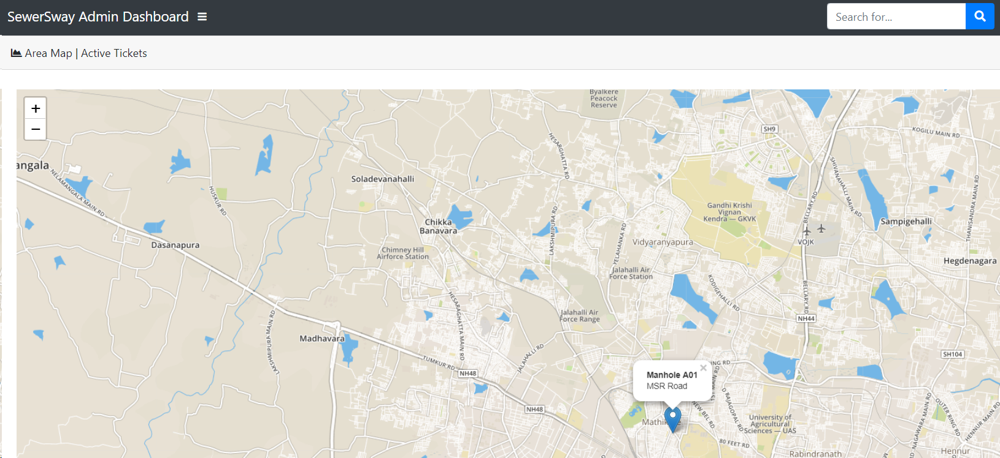 SewerSway Admin Dashboard
Search for...
Area Map | Active Tickets
+
−
Byalkere
Peacock
Reserve
SH9
KOGILU MAIN RD
HESARGHATTA RD
angala
NELAMANGALA MAIN RD
Soladevanahalli
SHIVANAHALLI MAIN RD
THANISANDRA MAIN RD
HUSKUR RD
BELLARY RD
Gandhi Krishi
Vignan
Kendra — GKVK
Chikka
Banavara
LAKSHMIPURA RD
Sampigehalli
YELAHANKA RD
VOJK
Dasanapura
Vidyaranyapura
Chimney Hill
Airforce Station
Hegdenagara
Jalahalli Air
Force Station
KODIGEHALLI RD
BELLARY RD
HESARAGHATTA MAIN RD
Jalahalli Air
Force Range
NH44
LAKSHMIPURA MAIN RD
Madhavara
JALAHALLI RD
TUMKUR RD
NH48
SH104
NG RD
Manhole A01
×
MSR Road
1ST MAIN RD
D RAJAGOPAL RD
NEW BEL RD
NH48
Mathik
e
University of
Agricultural
Sciences — UAS
OUTER RING RD
HENNUR MAIN RD
NAGAWARA MAIN RD
80 FEET RD
Rabindranath
Hennur